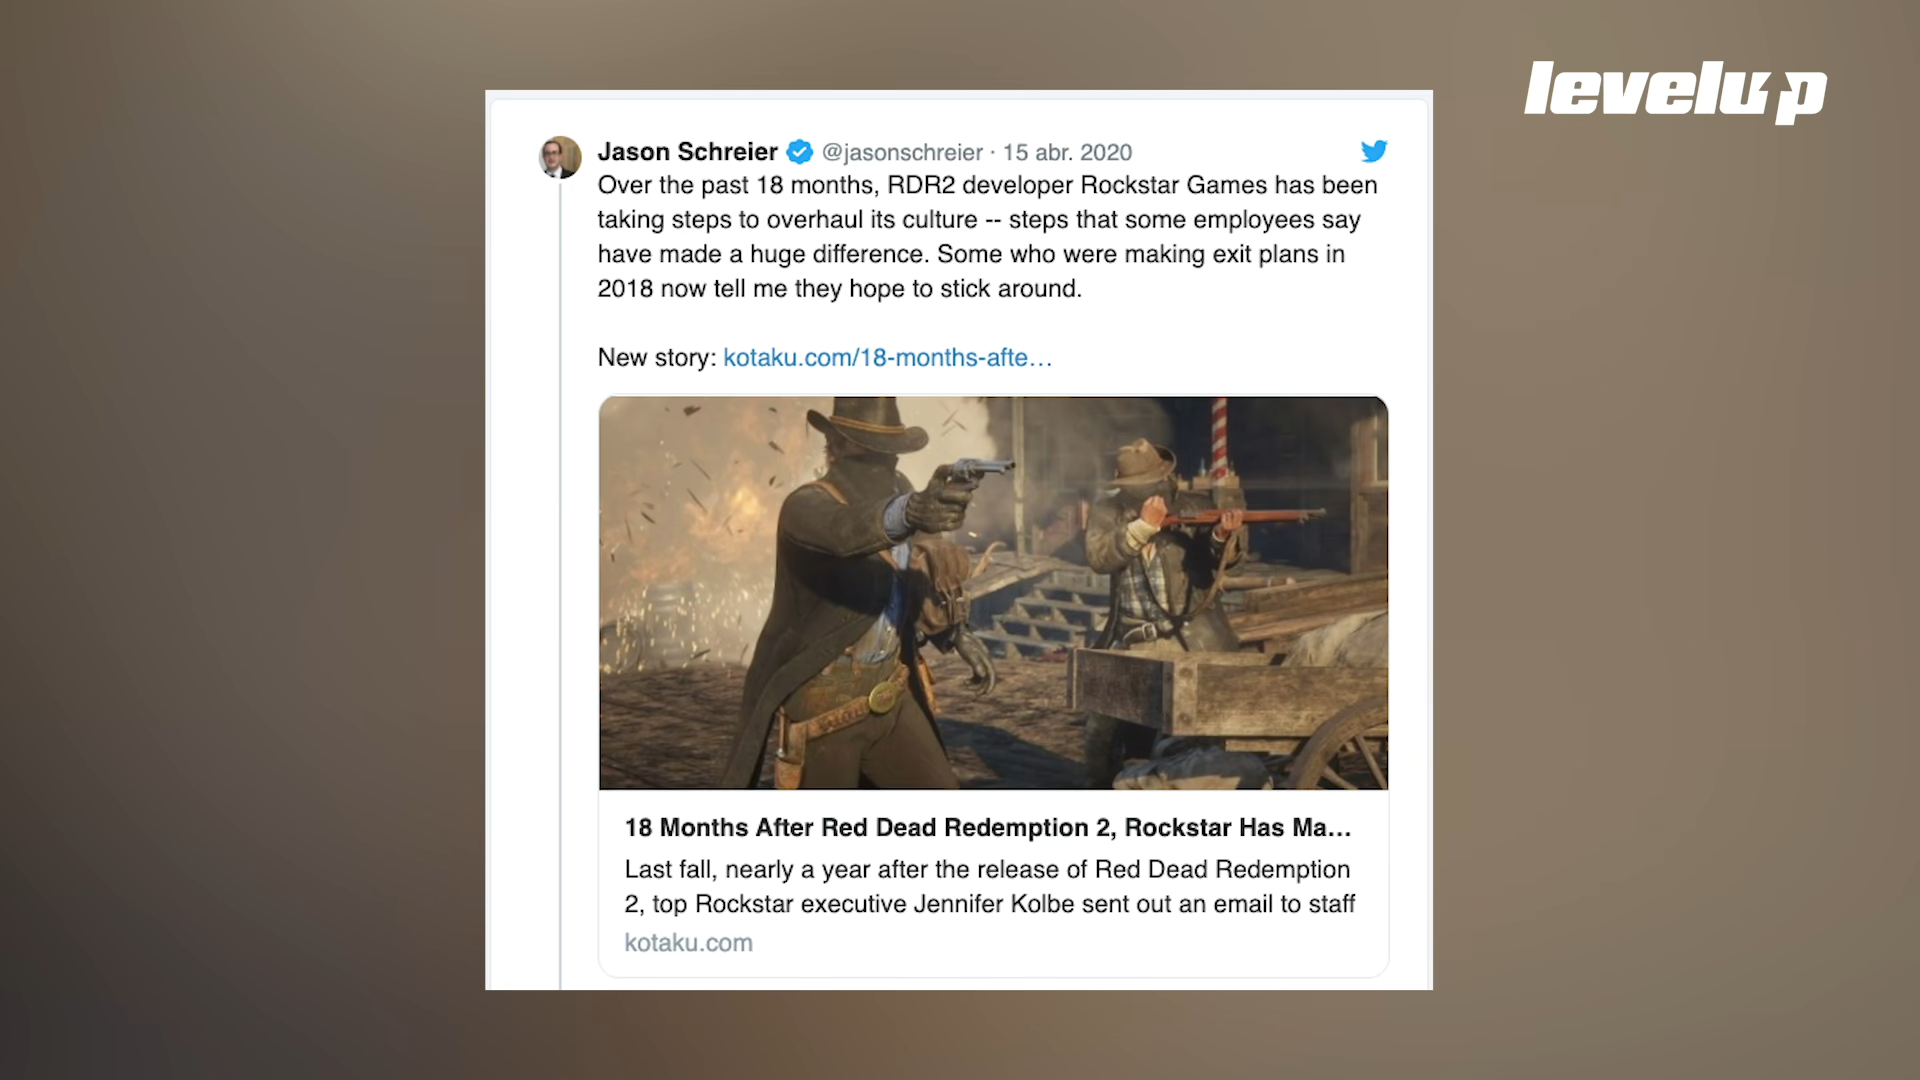 levelup
Jason Schreier @jasonschreier · 15 abr. 2020
Over the past 18 months, RDR2 developer Rockstar Games has been
taking steps to overhaul its culture -- steps that some employees say
have made a huge difference. Some who were making exit plans in
2018 now tell me they hope to stick around.
New story: kotaku.com/18-months-afte…
18 Months After Red Dead Redemption 2, Rockstar Has Ma…
Last fall, nearly a year after the release of Red Dead Redemption
2, top Rockstar executive Jennifer Kolbe sent out an email to staff
kotaku.com